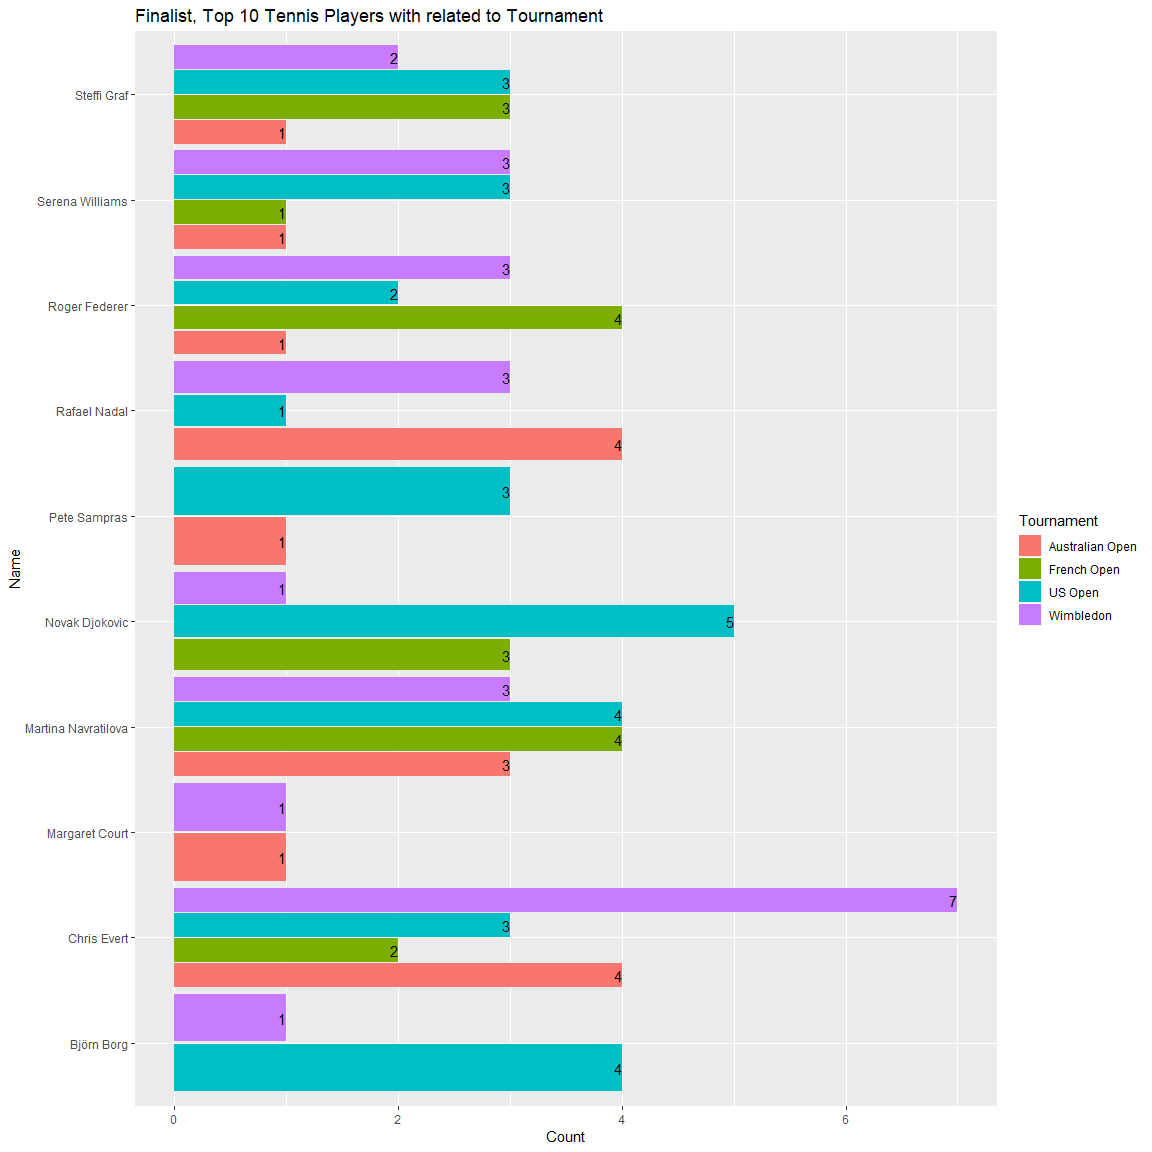 Finalist, Top 10 Tennis Players with related to Tournament
Name
Steffi Graf
2
3
3
1
Serena Williams
3
3
1
1
Roger Federer
3
2
4
1
Rafael Nadal
3
1
4
Pete Sampras
3
1
Novak Djokovic
1
5
3
Martina Navratilova
3
4
4
3
Margaret Court
1
1
Chris Evert
7
3
2
4
Björn Borg
1
4
0 2 4 6
Count
Tournament
Australian Open
French Open
US Open
Wimbledon